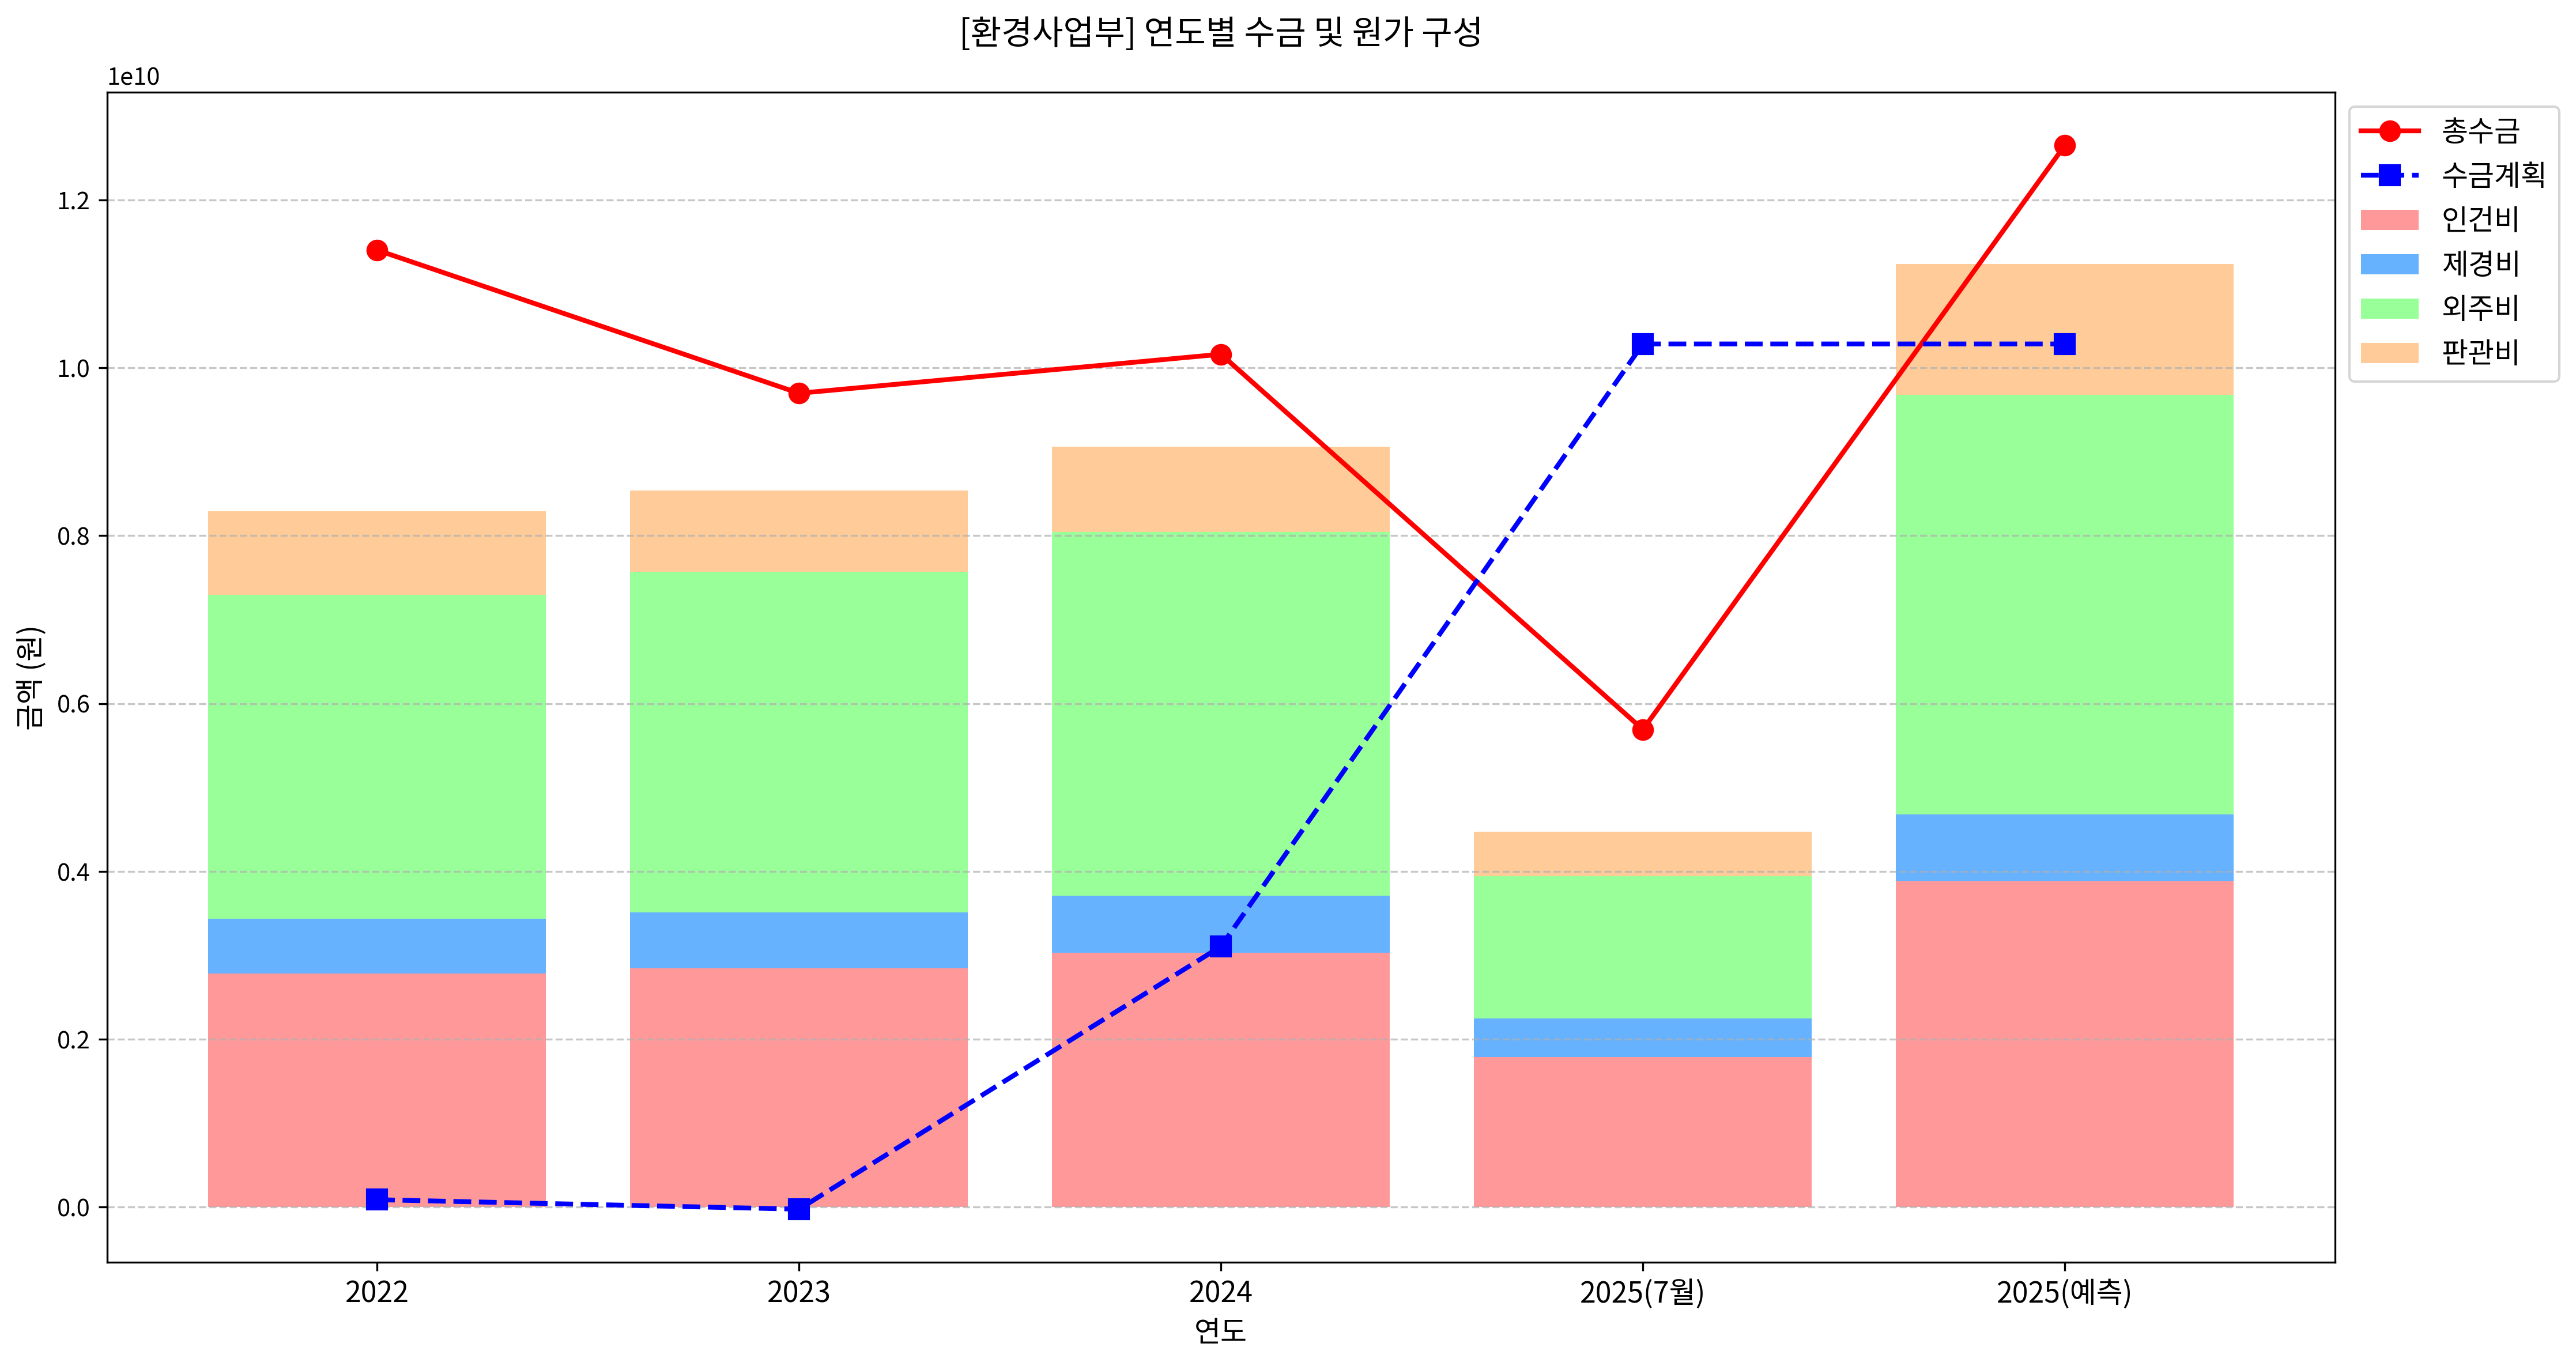 [환경사업부] 연도별 수금 및 원가 구성
1e10
1.2
1.0
0.8
0.6
0.4
0.2
0.0
금액 (원)
2022
2023
2024
2025(7월)
2025(예측)
연도
총수금
수금계획
인건비
제경비
외주비
판관비